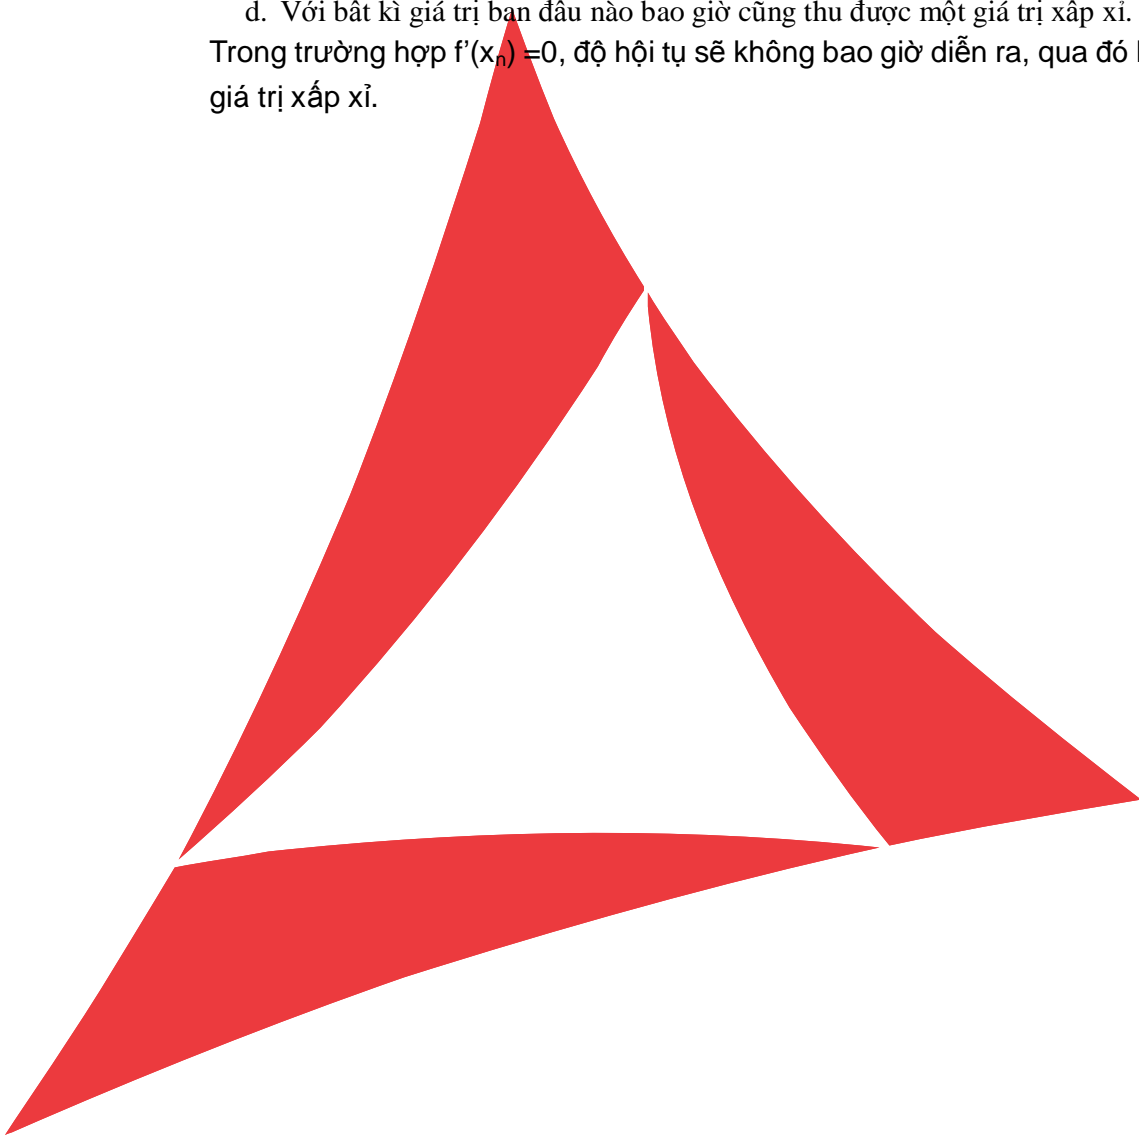 d. Với bất kì giá trị ban đầu nào bao giờ cũng thu được một giá trị xấp xỉ.
Trong trường hợp f'(xₙ) =0, độ hội tụ sẽ không bao giờ diễn ra, qua đó
giá trị xấp xỉ.